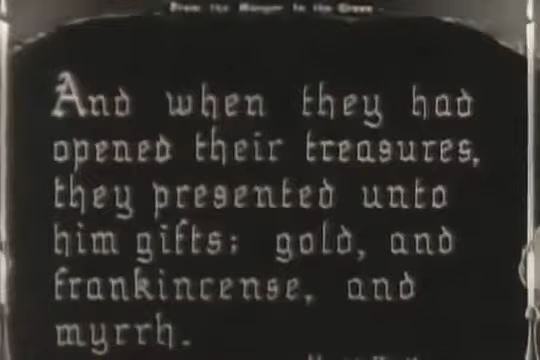 From the Manger to the Cross
And when they had
opened their treasures,
they presented unto
him gifts; gold, and
frankincense, and
myrrh.